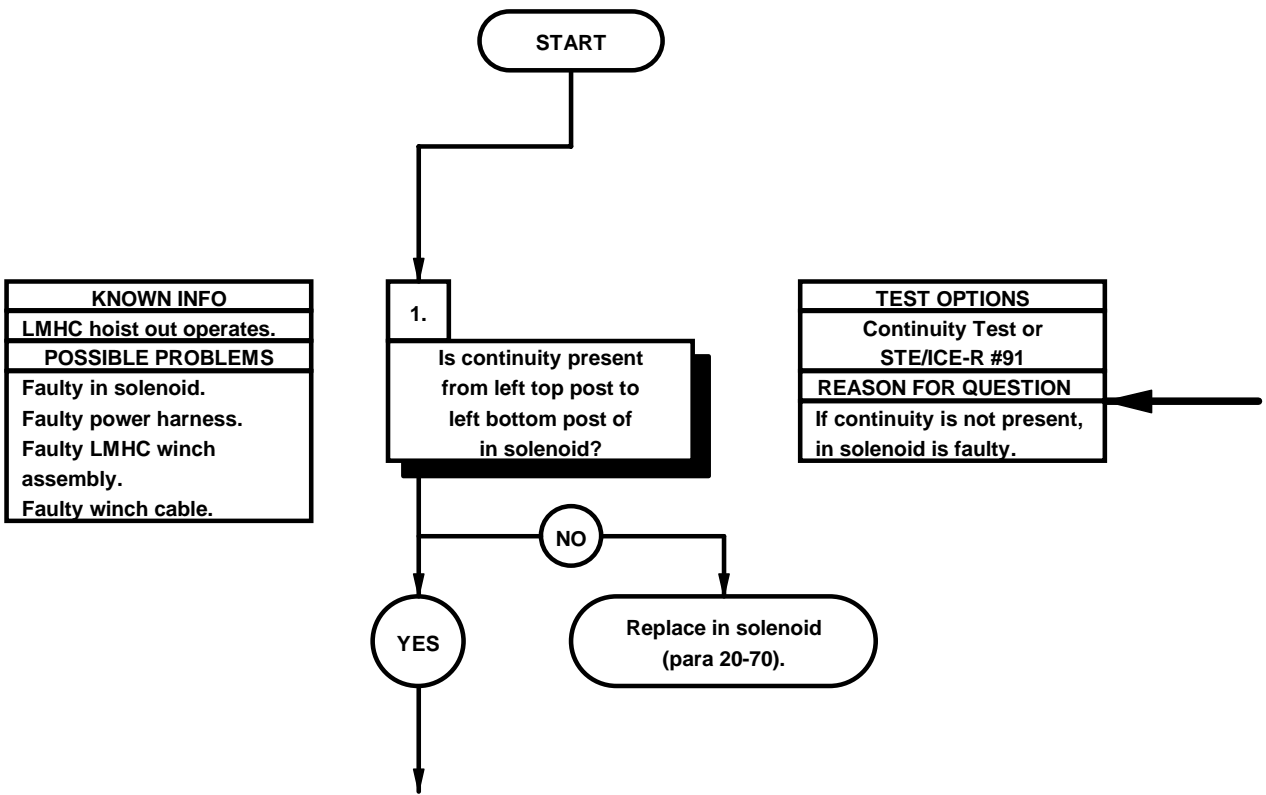 START
KNOWN INFO
LMHC hoist out operates.
POSSIBLE PROBLEMS
Faulty in solenoid.
Faulty power harness.
Faulty LMHC winch
assembly.
Faulty winch cable.
1.
Is continuity present
from left top post to
left bottom post of
in solenoid?
TEST OPTIONS
Continuity Test or
STE/ICE-R #91
REASON FOR QUESTION
If continuity is not present,
in solenoid is faulty.
NO
YES
Replace in solenoid
(para 20-70).